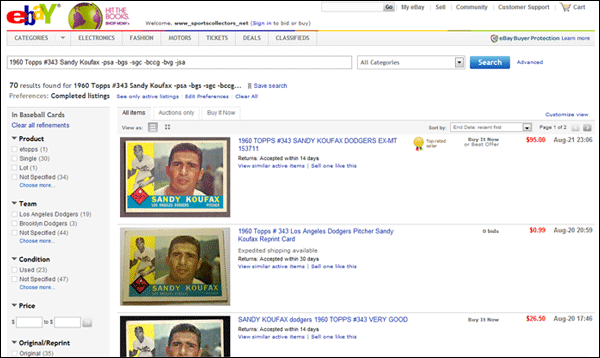 ebY
HIT THE
BOOKS.
SHOP NOW
Go
My eBay Sell Community Customer Support Cart
Welcome, www_sportscollectors_net (Sign in to bid or buy)
CATEGORIES ELECTRONICS FASHION MOTORS TICKETS DEALS CLASSIFIEDS
eBay Buyer Protection Learn more
1960 Topps #343 Sandy Koufax -psa -bgs -sgc -bccg -bvg -jsa All Categories Search Advanced
70 results found for 1960 Topps #343 Sandy Koufax -psa -bgs -sgc -bccg... Save search
Preferences: Completed listings See only active listings Edit Preferences Clear All
In Baseball Cards
Clear all refinements
Product
etopps (1)
Single (30)
Lot (1)
Not Specified (34)
Choose more...
Team
Los Angeles Dodgers (19)
Brooklyn Dodgers (3)
Not Specified (44)
Choose more...
Condition
Used (23)
Not Specified (47)
Choose more...
Price
$ to $
Original/Reprint
Original (35)
All items Auctions only Buy It Now
Customize view
View as: Sort by: End Date: recent first Page 1 of 2
1960 TOPPS #343 SANDY KOUFAX DODGERS EX-MT
153711
Returns: Accepted within 14 days
View similar active items | Sell one like this
Top-rated
seller
Buy It Now
or Best Offer
$95.00
Aug-21 23:06
SANDY KOUFAX
1960 Topps # 343 Los Angeles Dodgers Pitcher Sandy
Koufax Reprint Card
Expedited shipping available
Returns: Accepted within 30 days
View similar active items | Sell one like this
0 bids
$0.99
Aug-20 20:59
SANDY KOUFAX
SANDY KOUFAX dodgers 1960 TOPPS #343 VERY GOOD
Returns: Accepted within 14 days
View similar active items | Sell one like this
Buy It Now
$26.50
Aug-20 17:46